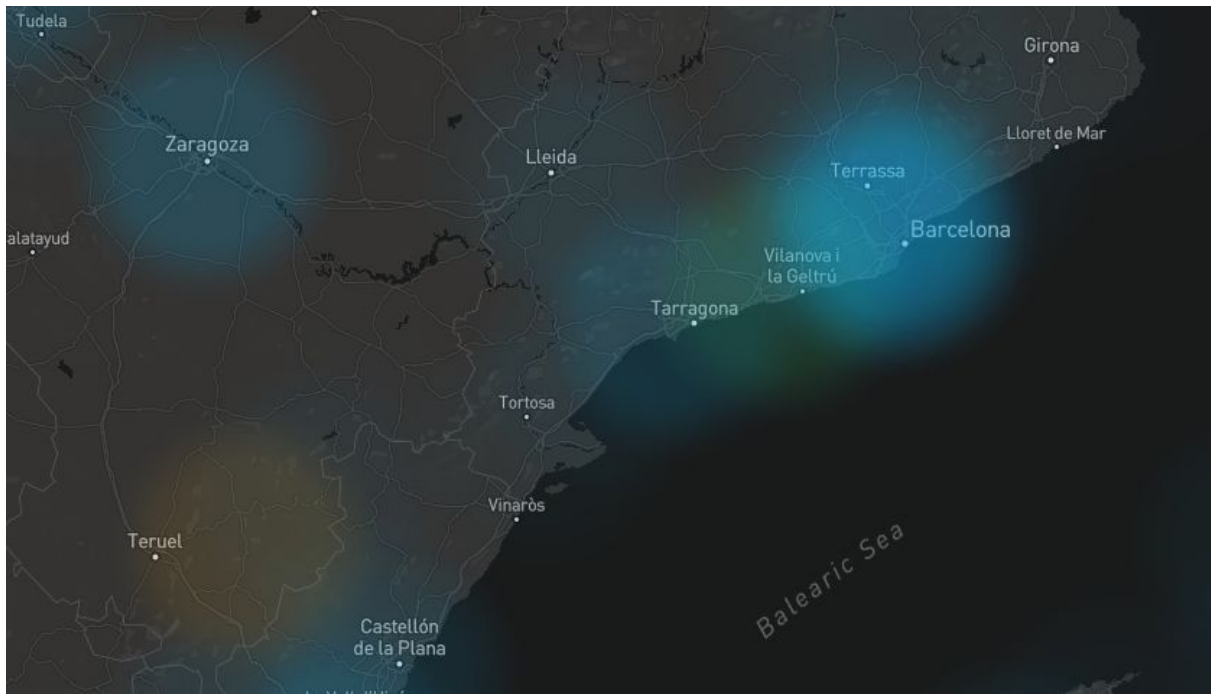 Tudela
Girona
Lloret de Mar
Zaragoza
Lleida
Terrassa
Barcelona
alatayud
Vilanova i
la Geltrú
Tarragona
Tortosa
Vinaròs
Teruel
Balearic Sea
Castellón
de la Plana